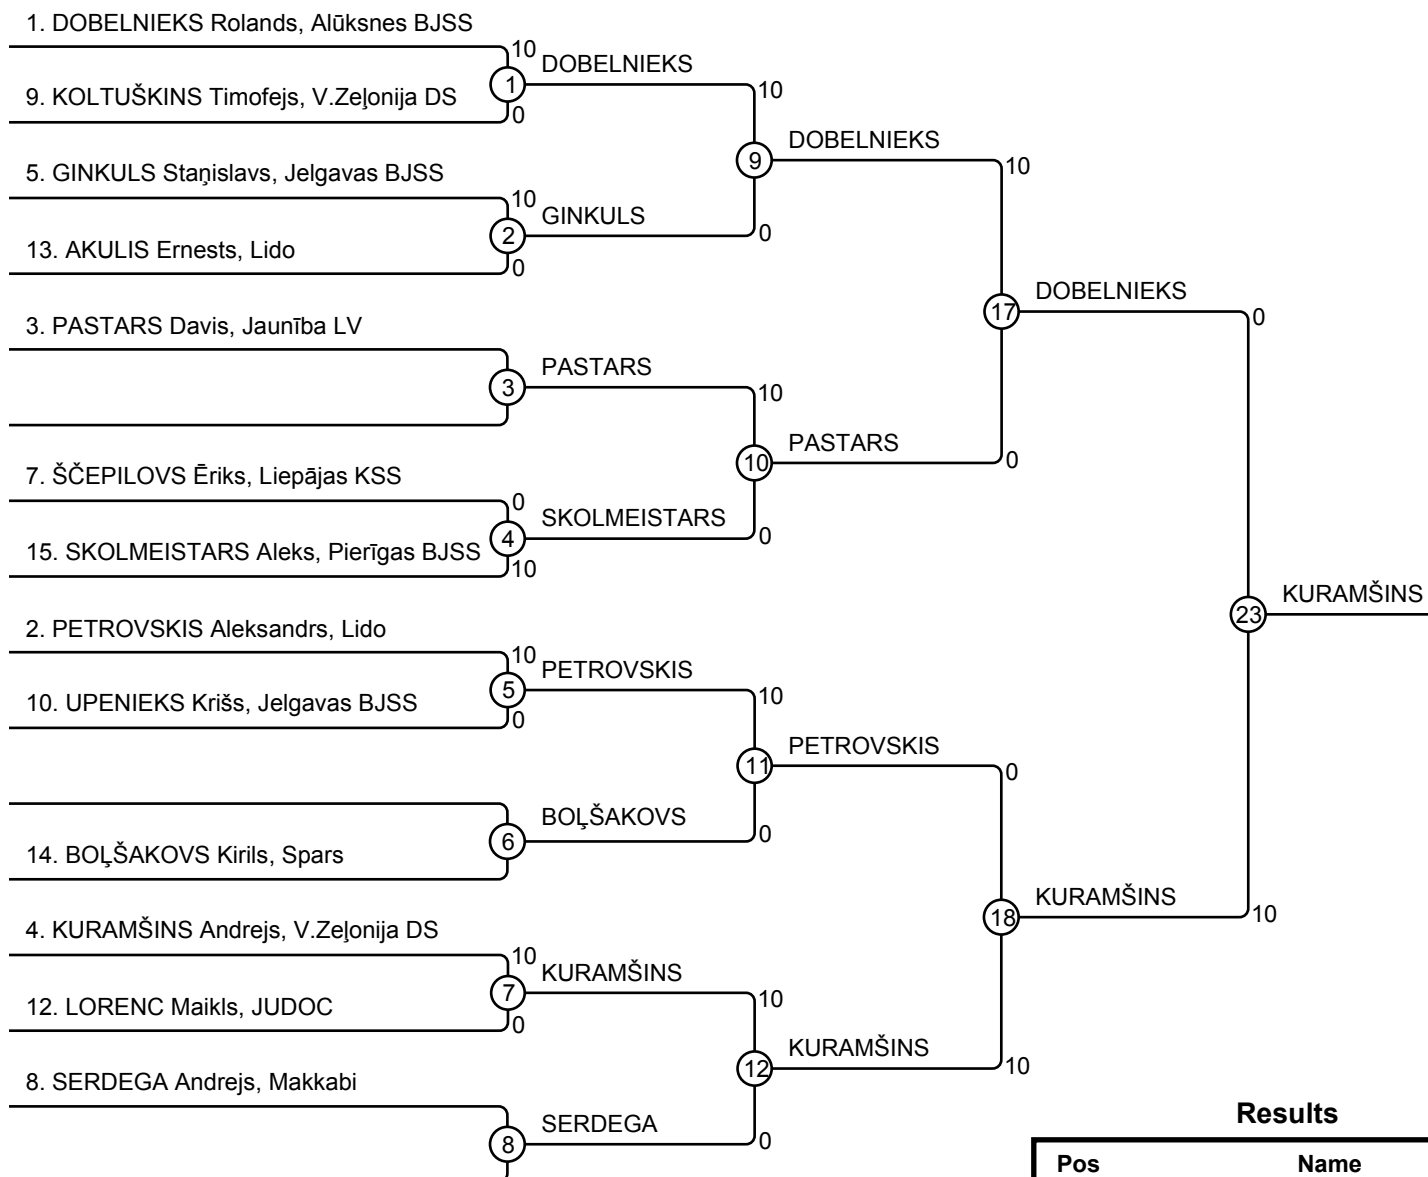 1. DOBELNIEKS Rolands, Alūksnes BJSS
10
1
DOBELNIEKS
9. KOLTUŠKINS Timofejs, V.Zeļonija DS
0
10
9
DOBELNIEKS
5. GINKULS Staņislavs, Jelgavas BJSS
10
2
GINKULS
0
13. AKULIS Ernests, Lido
0
10
17
DOBELNIEKS
3. PASTARS Davis, Jaunība LV
3
PASTARS
10
10
PASTARS
0
7. ŠČEPILOVS Ēriks, Liepājas KSS
0
4
SKOLMEISTARS
0
15. SKOLMEISTARS Aleks, Pierīgas BJSS
10
0
23
KURAMŠINS
2. PETROVSKIS Aleksandrs, Lido
10
5
PETROVSKIS
10. UPENIEKS Krišs, Jelgavas BJSS
0
10
11
PETROVSKIS
0
6
BOĻŠAKOVS
0
14. BOĻŠAKOVS Kirils, Spars
18
KURAMŠINS
10
4. KURAMŠINS Andrejs, V.Zeļonija DS
10
7
KURAMŠINS
12. LORENC Maikls, JUDOC
0
10
12
KURAMŠINS
10
8. SERDEGA Andrejs, Makkabi
8
SERDEGA
0
Results
Pos Name